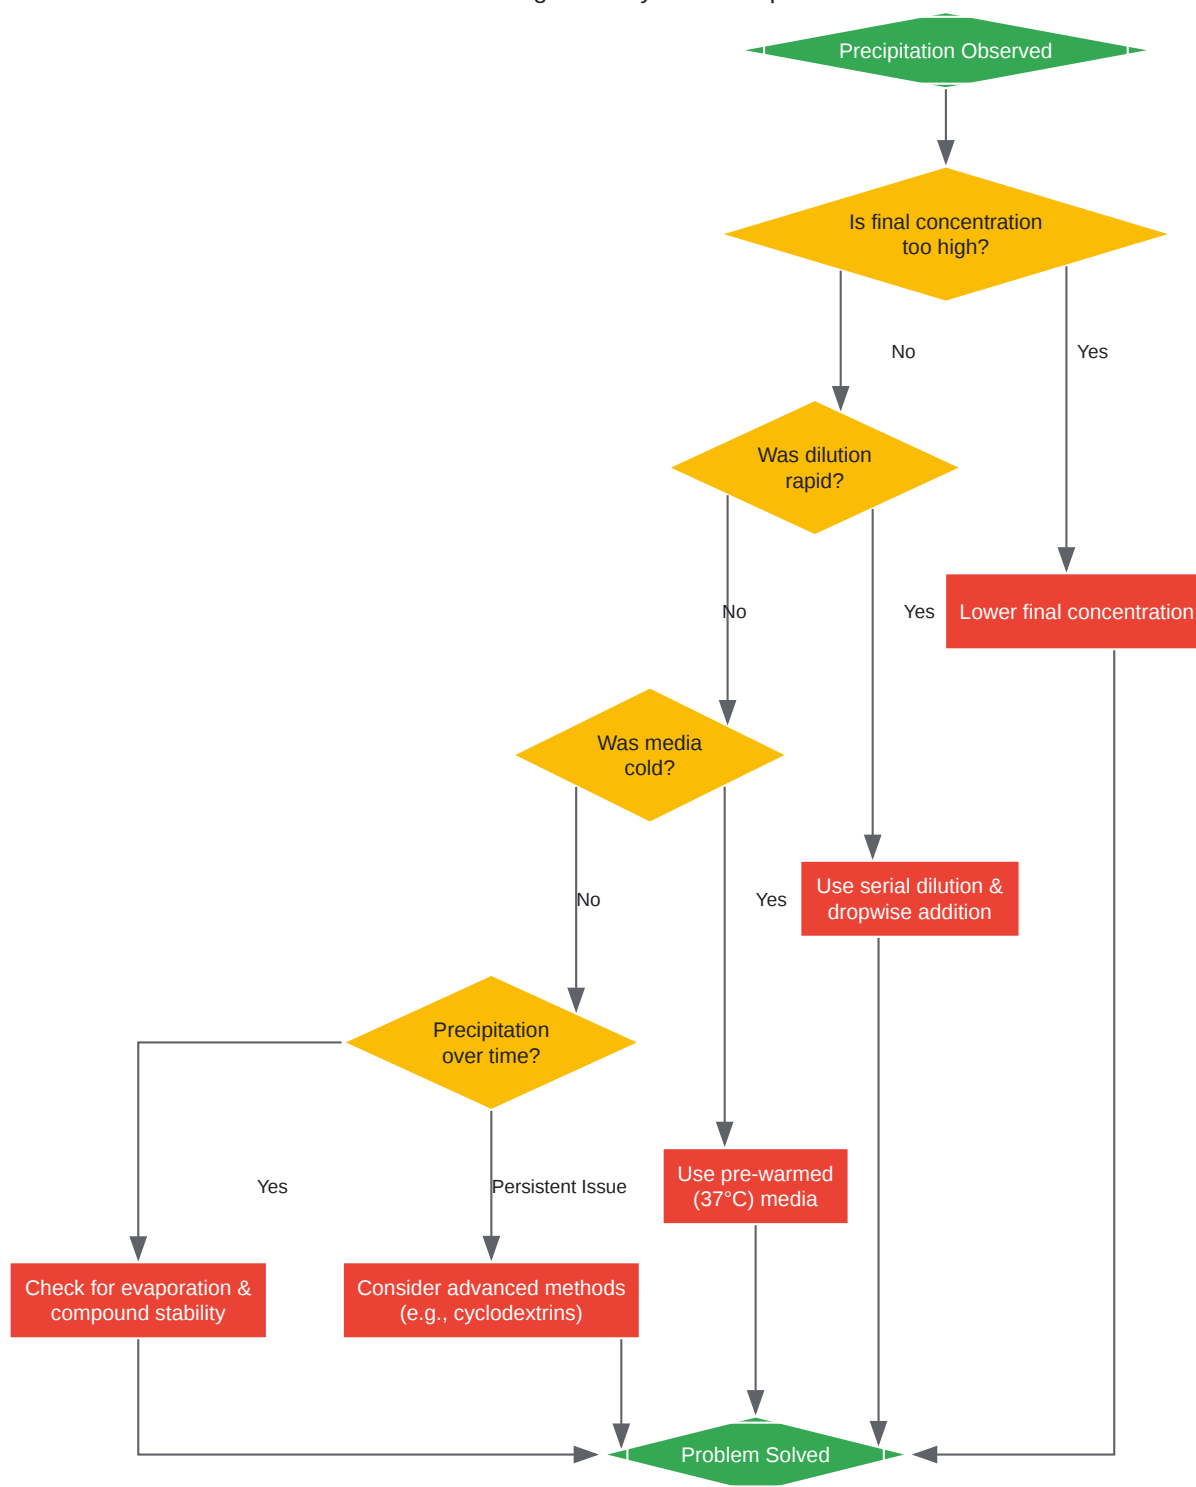 Precipitation Observed
Is final concentration
too high?
No
Yes
Was dilution
rapid?
No
Yes
Lower final concentration
Was media
cold?
No
Yes
Use serial dilution &
dropwise addition
Precipitation
over time?
Yes
Persistent Issue
Use pre-warmed
(37°C) media
Check for evaporation &
compound stability
Consider advanced methods
(e.g., cyclodextrins)
Problem Solved